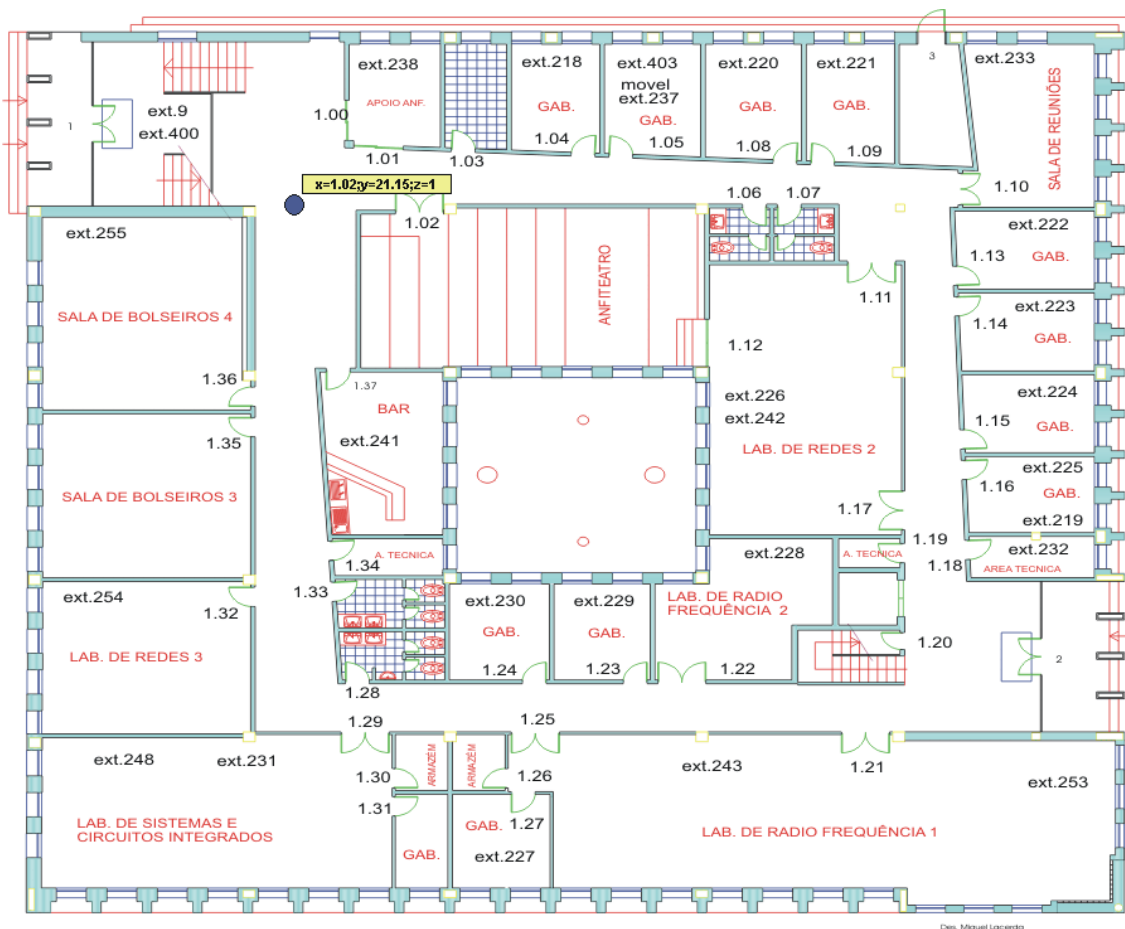 ext.238
APOIO ANF.
1.00
1.01
1.03
ext.218
GAB.
1.04
ext.403
movel
ext.237
GAB.
1.05
ext.220
GAB.
1.08
ext.221
GAB.
1.09
3
ext.233
SALA DE REUNIÕES
1.10
1
ext.9
ext.400
x=1.02;y=21.15;z=1
1.02
1.06
1.07
ANFITEATRO
ext.255
SALA DE BOLSEIROS 4
1.36
ext.222
1.13
GAB.
1.11
1.12
ext.223
1.14
GAB.
1.37
BAR
ext.241
ext.226
ext.242
LAB. DE REDES 2
1.17
ext.224
1.15
GAB.
1.35
SALA DE BOLSEIROS 3
ext.225
1.16
GAB.
ext.219
1.19
1.18
ext.232
AREA TECNICA
A. TECNICA
1.34
ext.228
A. TECNICA
1.33
ext.254
1.32
LAB. DE REDES 3
ext.230
GAB.
1.24
ext.229
GAB.
1.23
LAB. DE RADIO
FREQUÊNCIA 2
1.22
1.20
2
1.28
1.29
1.25
1.21
ext.248
ext.231
1.30
ARMAZÉM
ARMAZÉM
1.26
ext.243
ext.253
1.31
LAB. DE SISTEMAS E
CIRCUITOS INTEGRADOS
GAB.
GAB.
1.27
ext.227
LAB. DE RADIO FREQUÊNCIA 1
Des. Miguel Lacerda